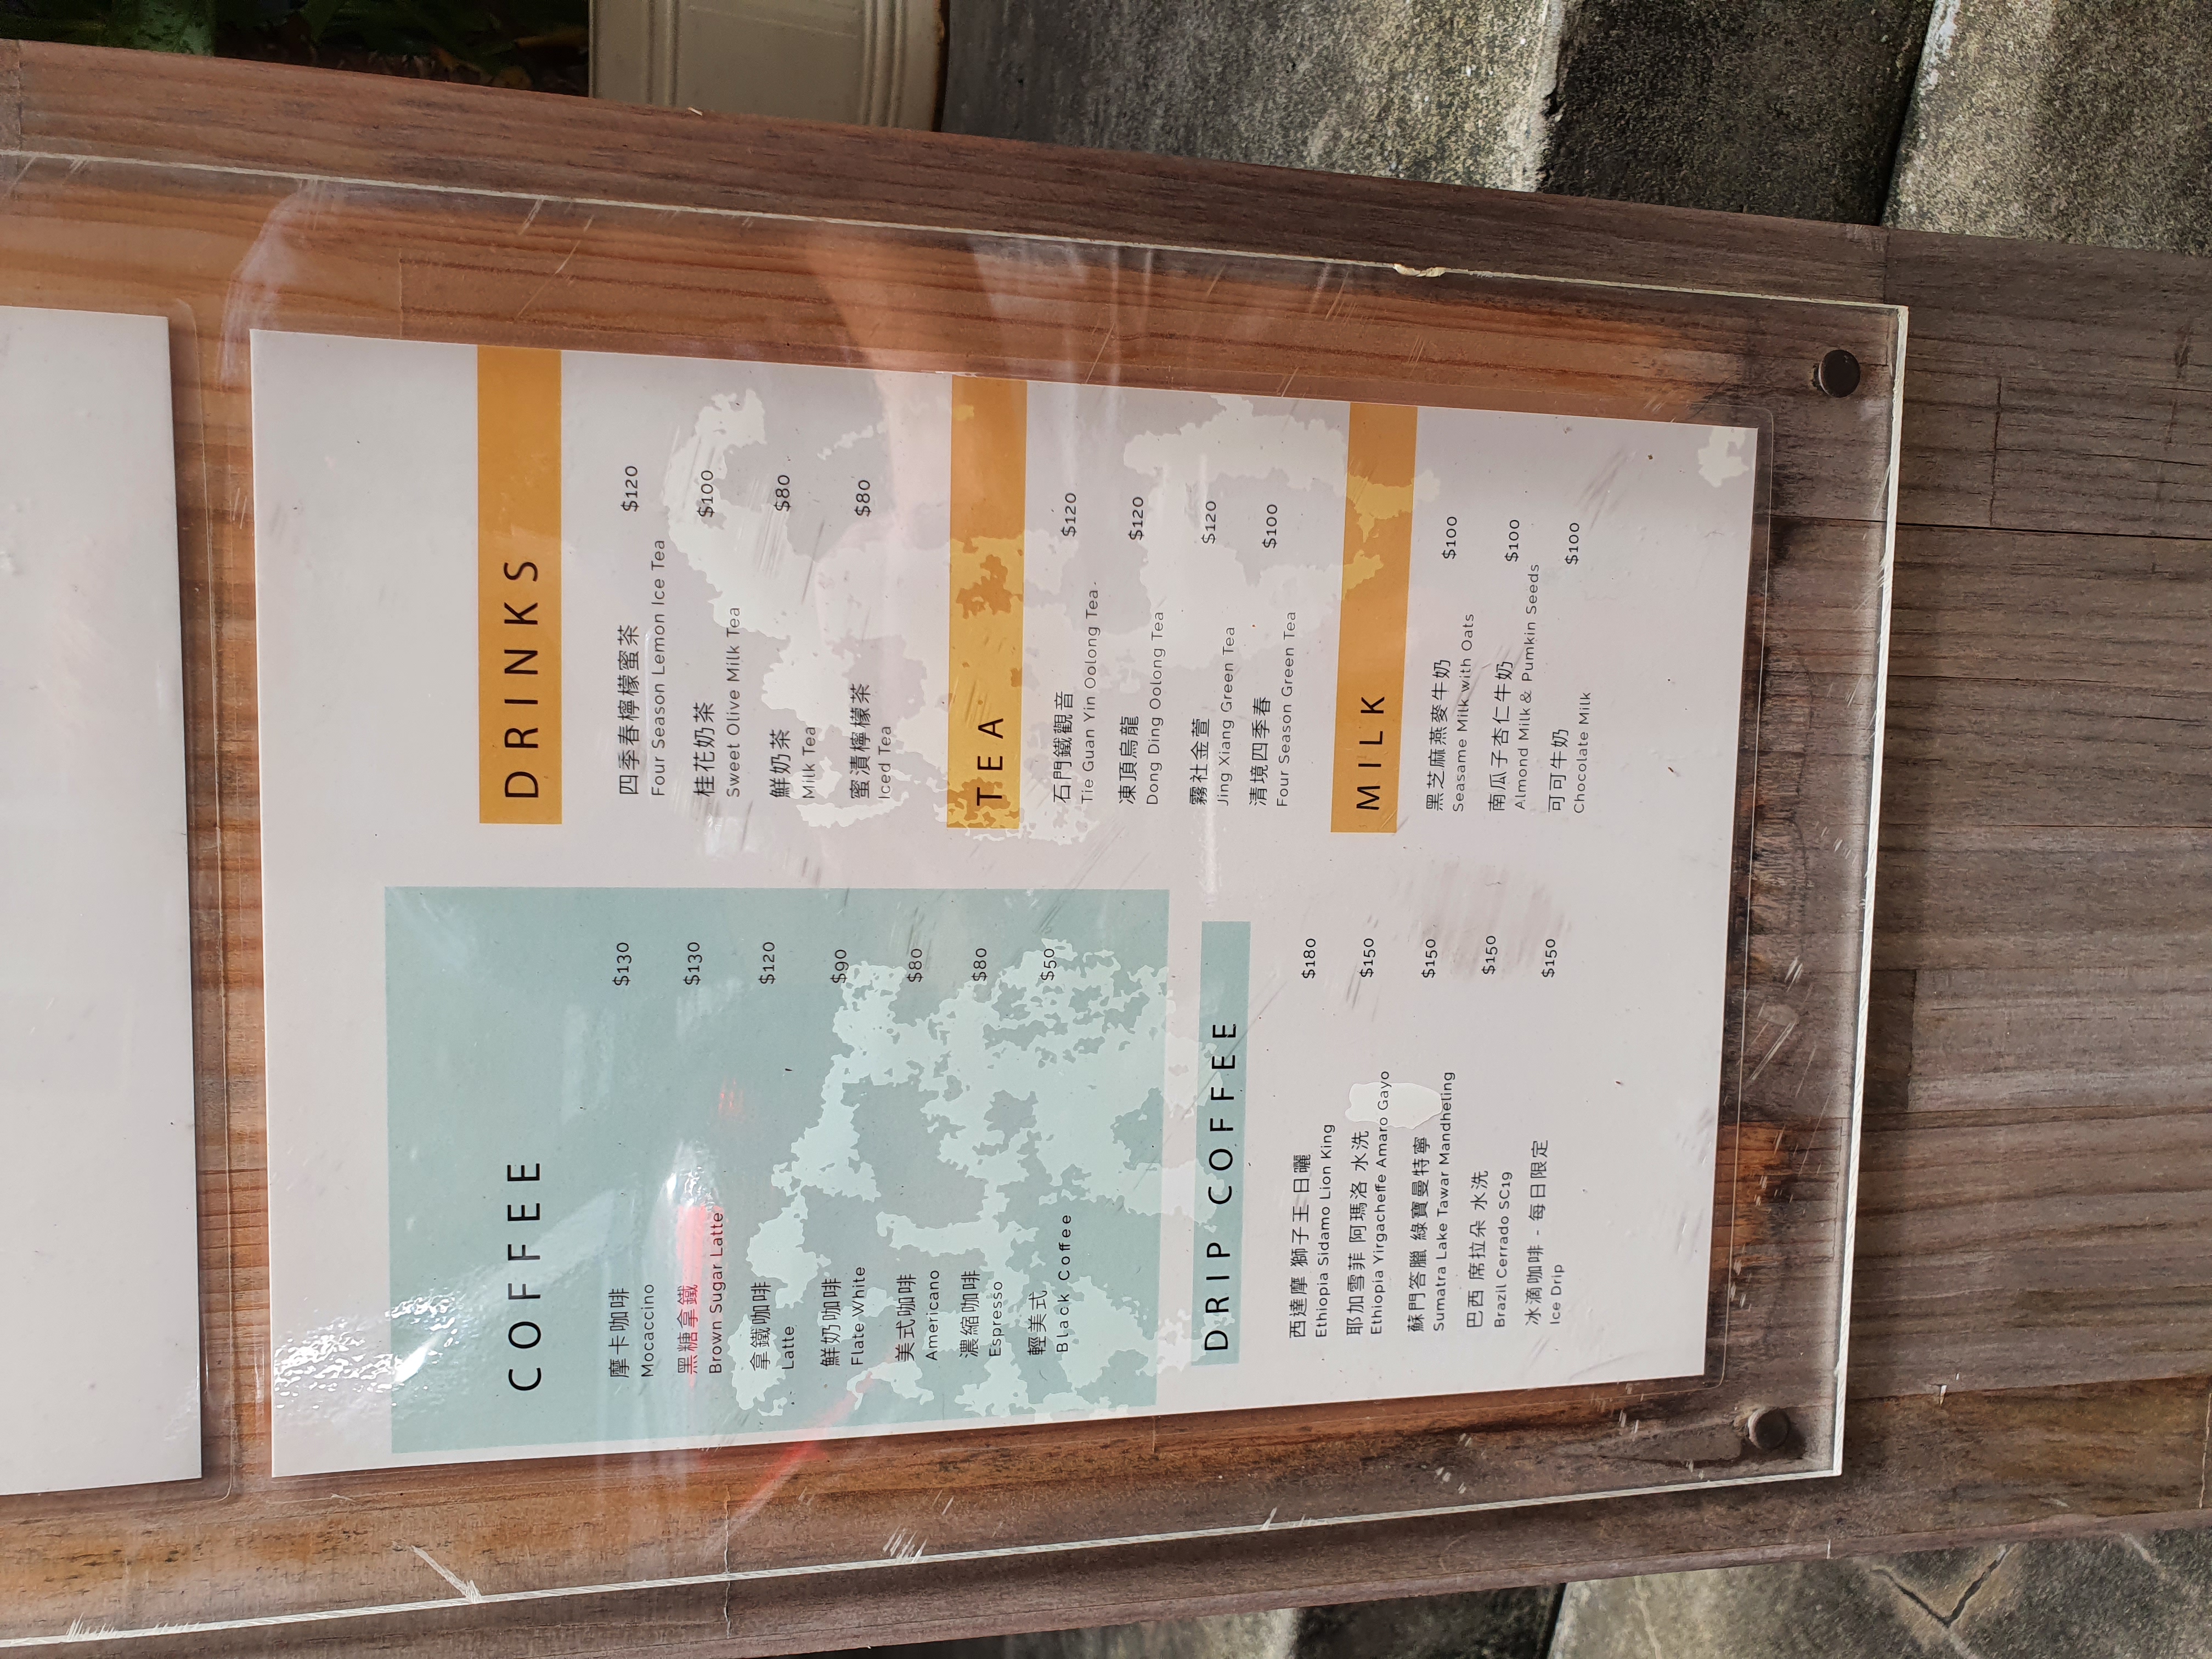 COFFEE
摩卡咖啡 $130
Mocaccino
黑糖拿鐵 $130
Brown Sugar Latte
拿鐵咖啡 $120
Latte
鮮奶咖啡 $90
Flate White
美式咖啡 $80
Americano
濃縮咖啡 $80
Espresso
輕美式 $50
Black Coffee
DRIP COFFEE
西達摩 獅子王 日曬 $180
Ethiopia Sidamo Lion King
耶加雪菲 阿瑪洛 水洗 $150
Ethiopia Yirgacheffe Amaro Gayo
蘇門答臘 綠寶曼特寧 $150
Sumatra Lake Tawar Mandheling
巴西 席拉朵 水洗 $150
Brazil Cerrado SC19
冰滴咖啡 - 每日限定 $150
Ice Drip
DRINKS
四季春檸檬蜜茶 $120
Four Season Lemon Ice Tea
桂花奶茶 $100
Sweet Olive Milk Tea
鮮奶茶 $80
Milk Tea
蜜漬檸檬茶 $80
Iced Tea
TEA
石門鐵觀音 $120
Tie Guan Yin Oolong Tea
凍頂烏龍 $120
Dong Ding Oolong Tea
霧社金萱 $120
Jing Xiang Green Tea
清境四季春 $100
Four Season Green Tea
MILK
黑芝麻燕麥牛奶 $100
Seasame Milk with Oats
南瓜子杏仁牛奶 $100
Almond Milk & Pumkin Seeds
可可牛奶 $100
Chocolate Milk